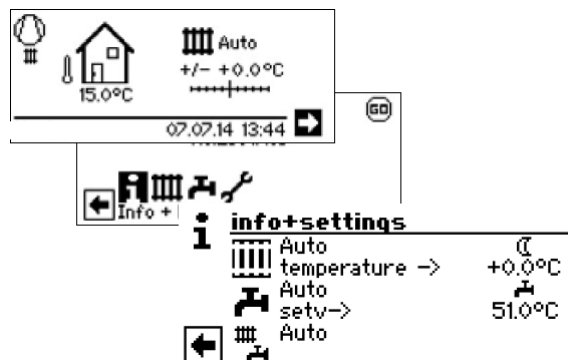 Auto
+/- +0.0°C
15.0°C
07.07.14 13:44
GO
Info +
info+settings
Auto
temperature -> +0.0°C
Auto
setv-> 51.0°C
Auto